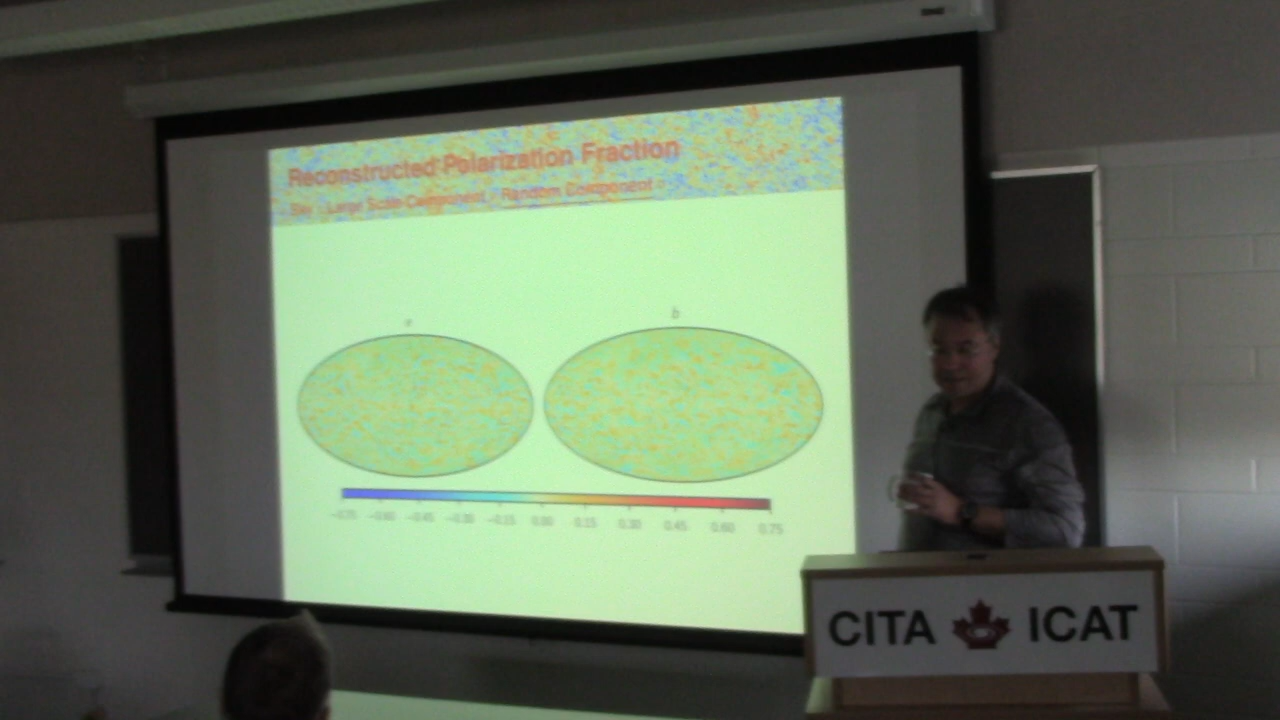 Reconstructed Polarization Fraction
Sky - Large Scale Component - Random Component
e
b
−0.75 −0.60 −0.45 −0.30 −0.15 0.00 0.15 0.30 0.45 0.60 0.75
CITA ICAT